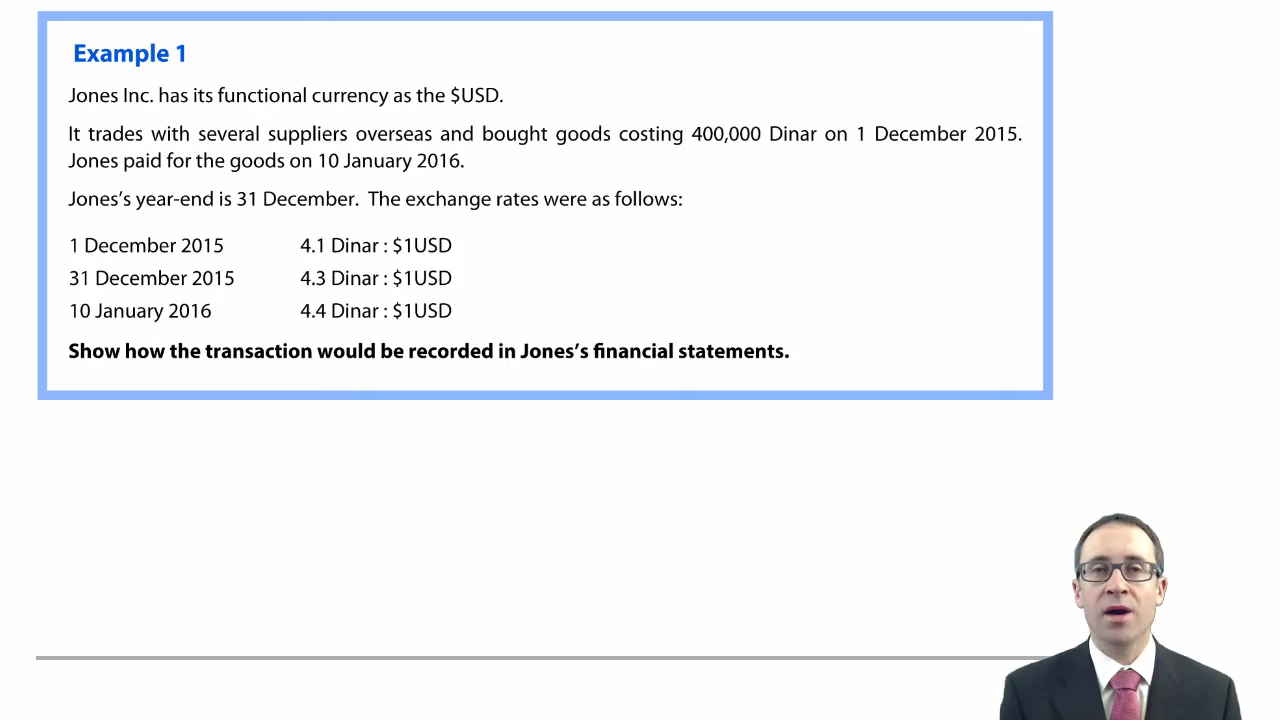 Example 1
Jones Inc. has its functional currency as the $USD.
It trades with several suppliers overseas and bought goods costing 400,000 Dinar on 1 December 2015.
Jones paid for the goods on 10 January 2016.
Jones’s year-end is 31 December. The exchange rates were as follows:
1 December 2015 4.1 Dinar : $1USD
31 December 2015 4.3 Dinar : $1USD
10 January 2016 4.4 Dinar : $1USD
Show how the transaction would be recorded in Jones’s financial statements.